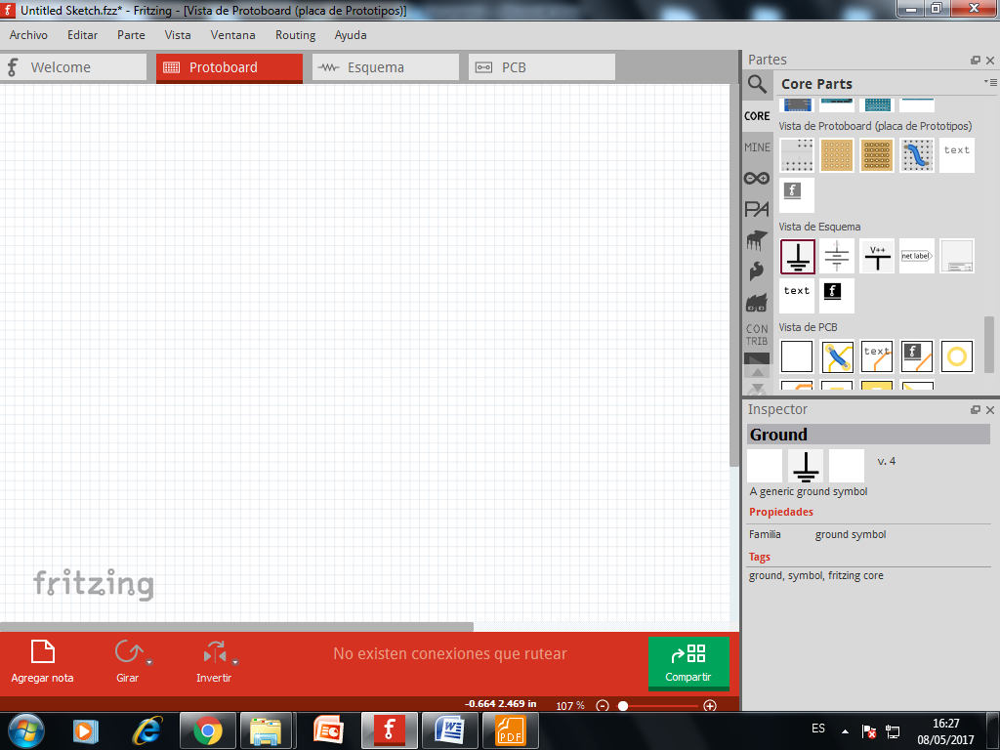 Untitled Sketch.fzz* - Fritzing - [Vista de Protoboard (placa de Prototipos)]
Archivo Editar Parte Vista Ventana Routing Ayuda
Welcome Protoboard Esquema PCB
Partes
Core Parts
CORE
MINE
CON
TRIB
Vista de Protoboard (placa de Prototipos)
text
Vista de Esquema
V++
net label
text
Vista de PCB
text
Inspector
Ground
v. 4
A generic ground symbol
Propiedades
Familia ground symbol
Tags
ground, symbol, fritzing core
fritzing
Agregar nota Girar Invertir
No existen conexiones que rutear
Compartir
-0.664 2.469 in 107 %
PDF
ES
16:27
08/05/2017